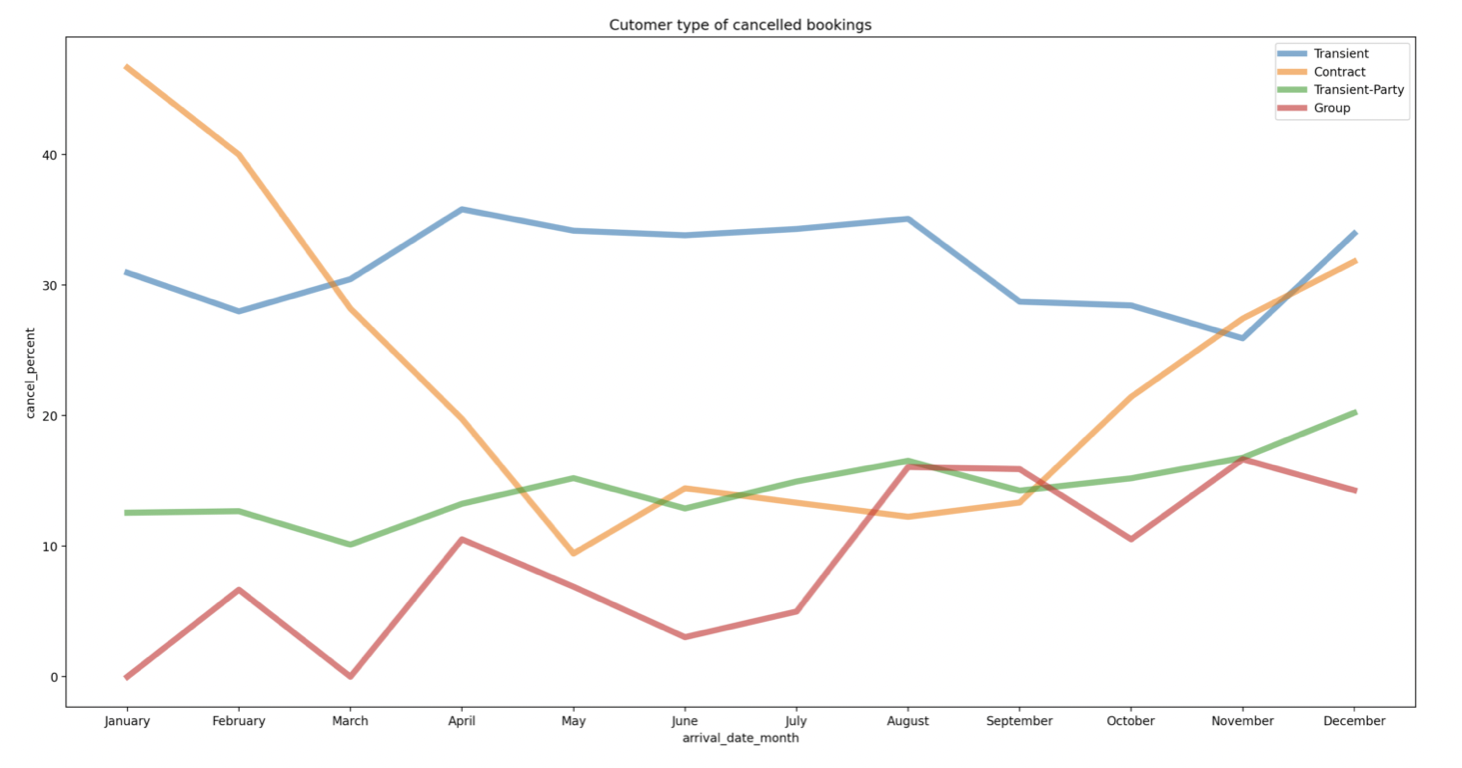 Cutomer type of cancelled bookings
Transient
Contract
Transient-Party
Group
cancel_percent
40
30
20
10
0
January February March April May June July August September October November December
arrival_date_month